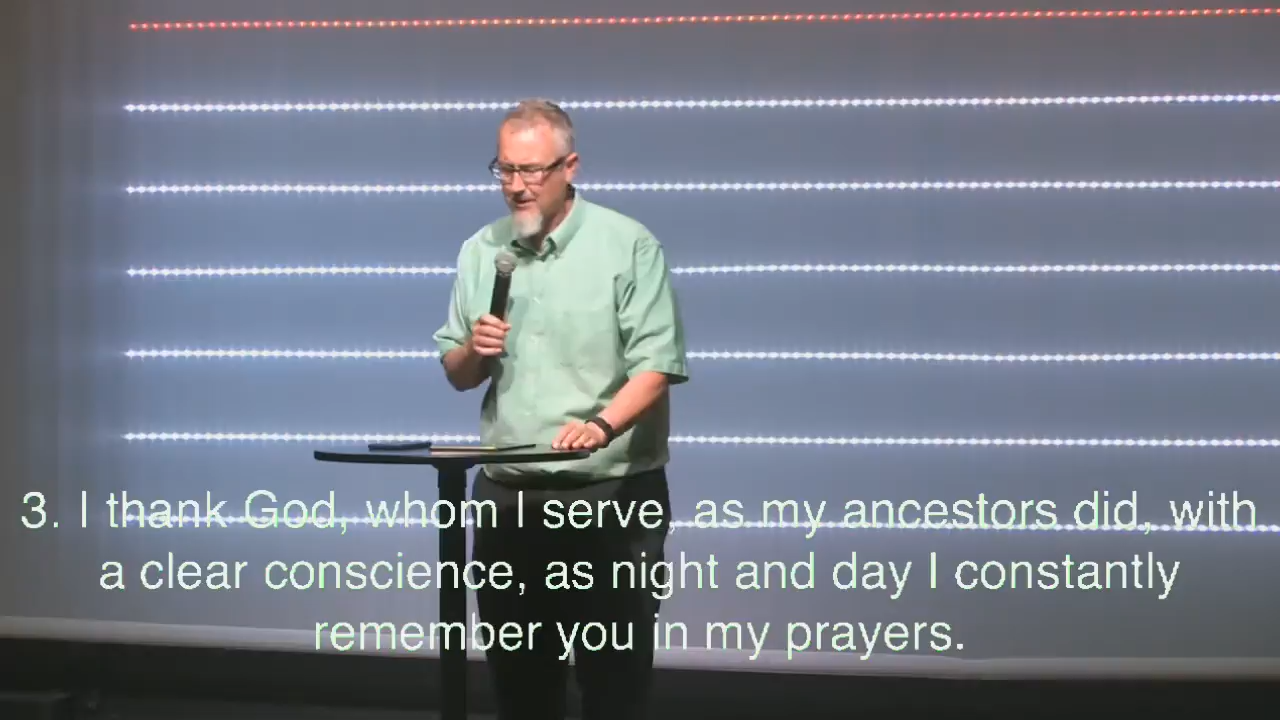 3. I thank God, whom I serve, as my ancestors did, with
a clear conscience, as night and day I constantly
remember you in my prayers.